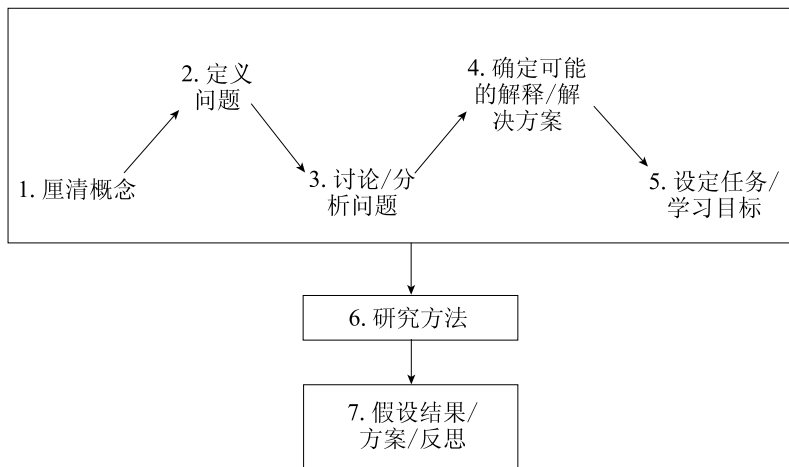 1. 厘清概念
2. 定义
问题
3. 讨论/分
析问题
4. 确定可能
的解释/解
决方案
5. 设定任务/
学习目标
6. 研究方法
7. 假设结果/
方案/反思